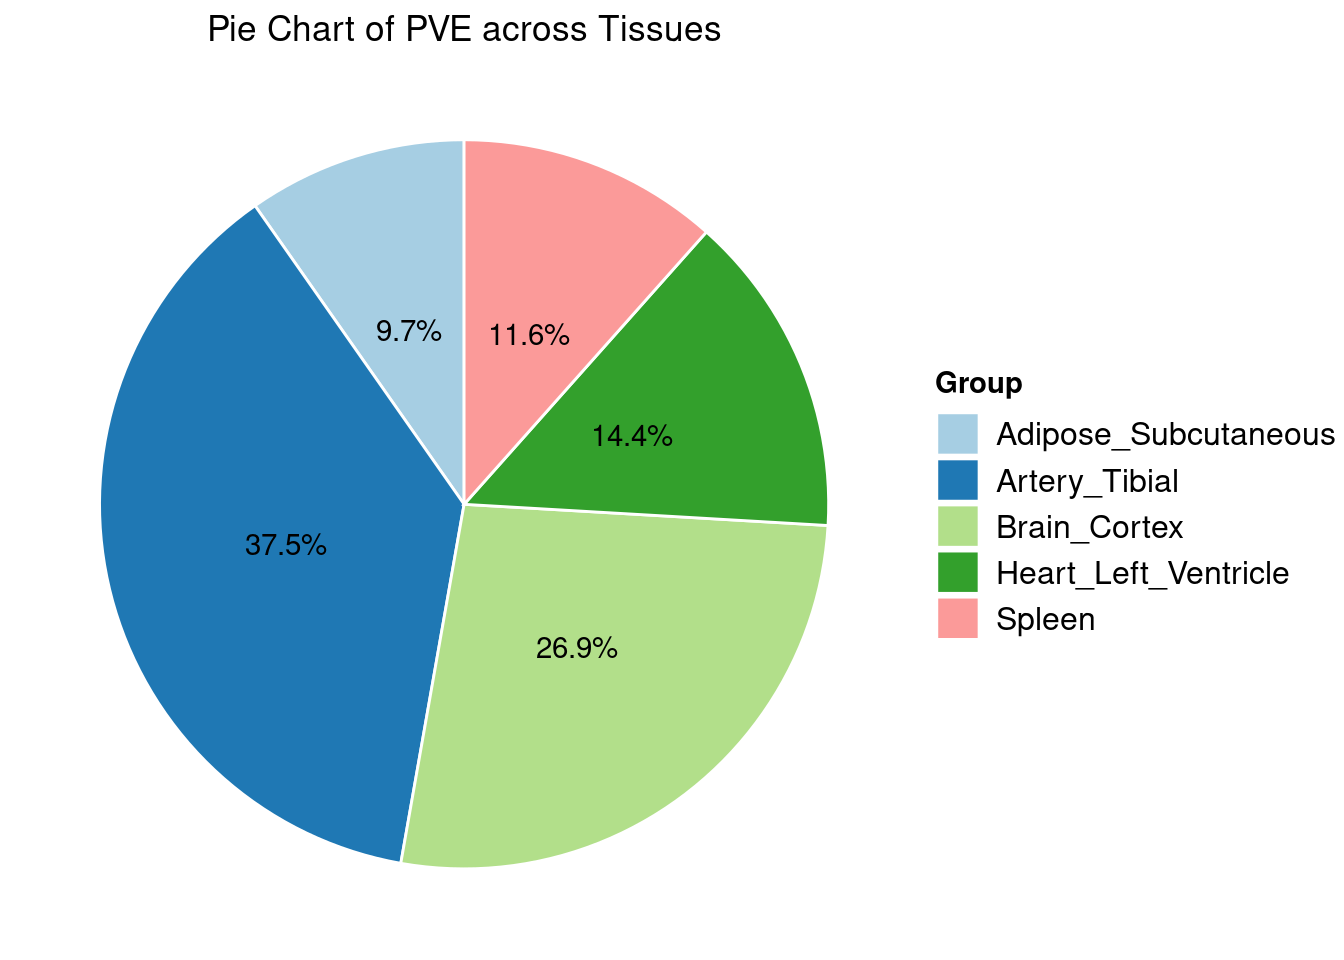 Pie Chart of PVE across Tissues
9.7%
11.6%
14.4%
37.5%
26.9%
Group
Adipose_Subcutaneous
Artery_Tibial
Brain_Cortex
Heart_Left_Ventricle
Spleen